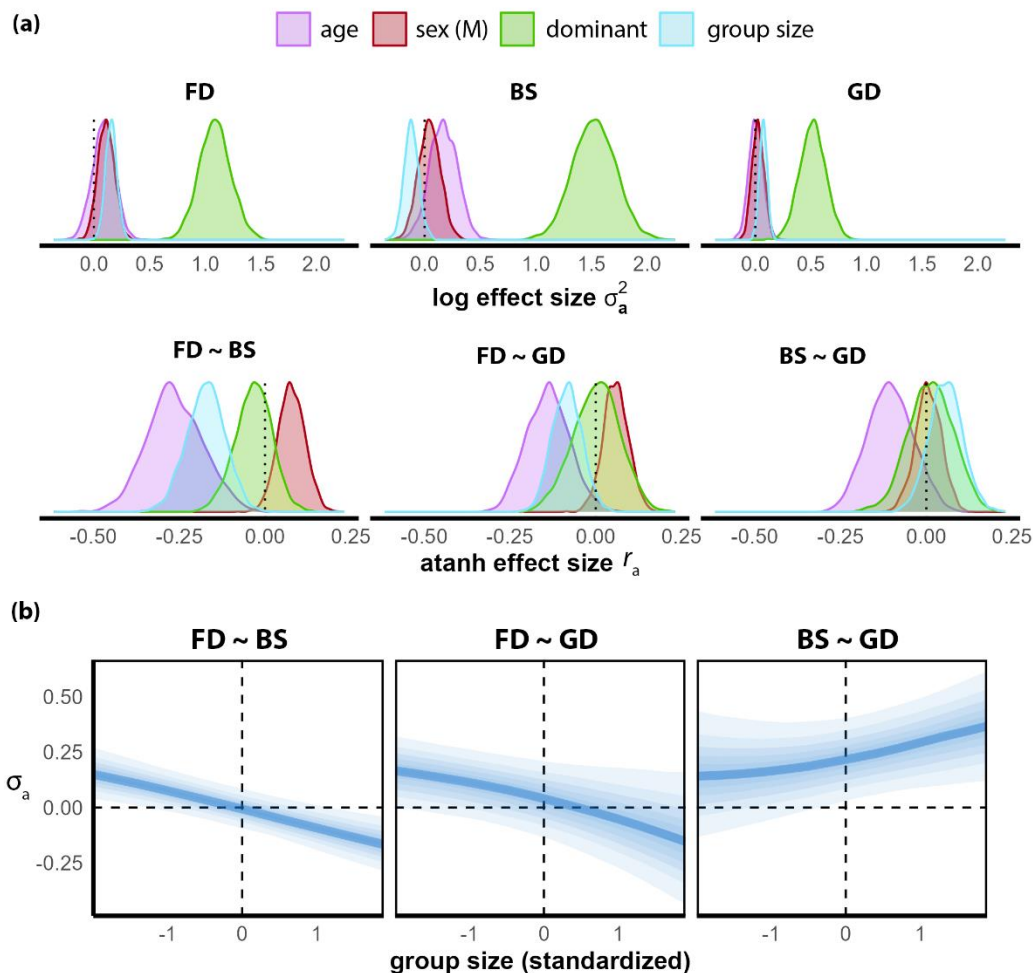 (a)
age sex (M) dominant group size
FD BS GD
0.0 0.5 1.0 1.5 2.0 0.0 0.5 1.0 1.5 2.0 0.0 0.5 1.0 1.5 2.0
log effect size σ²ₐ
FD ~ BS FD ~ GD BS ~ GD
-0.50 -0.25 0.00 0.25 -0.50 -0.25 0.00 0.25 -0.50 -0.25 0.00 0.25
atanh effect size rₐ
(b)
FD ~ BS FD ~ GD BS ~ GD
0.50
0.25
σₐ
0.00
-0.25
-1 0 1 -1 0 1 -1 0 1
group size (standardized)